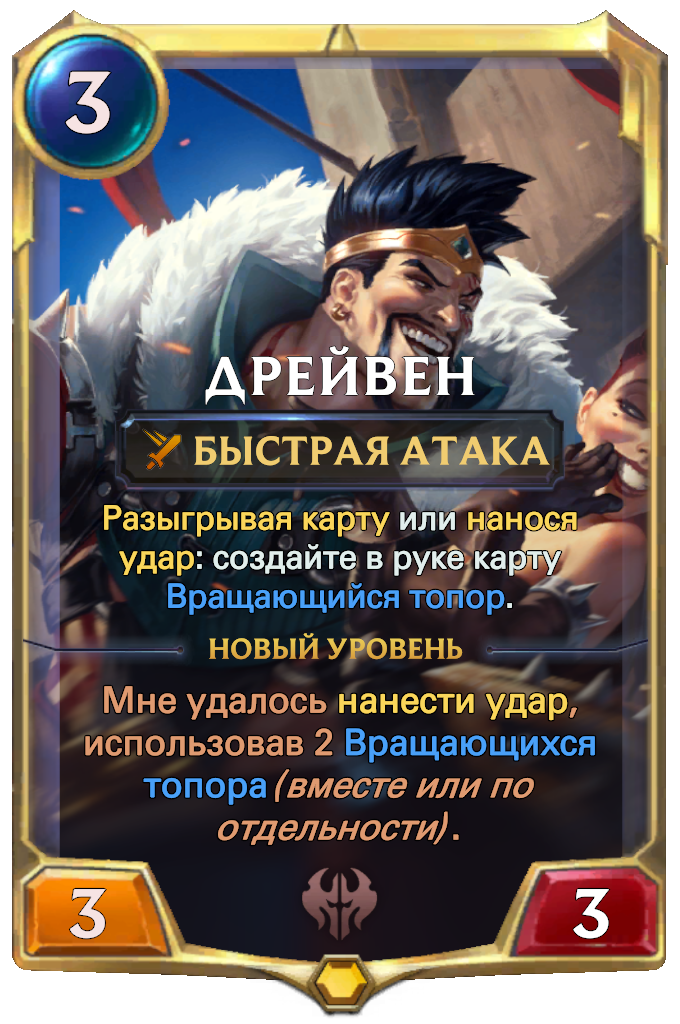 3
ДРЕЙВЕН
БЫСТРАЯ АТАКА
Разыгрывая карту или нанося
удар: создайте в руке карту
Вращающийся топор.
НОВЫЙ УРОВЕНЬ
Мне удалось нанести удар,
использовав 2 Вращающихся
топора (вместе или по
отдельности).
3
3